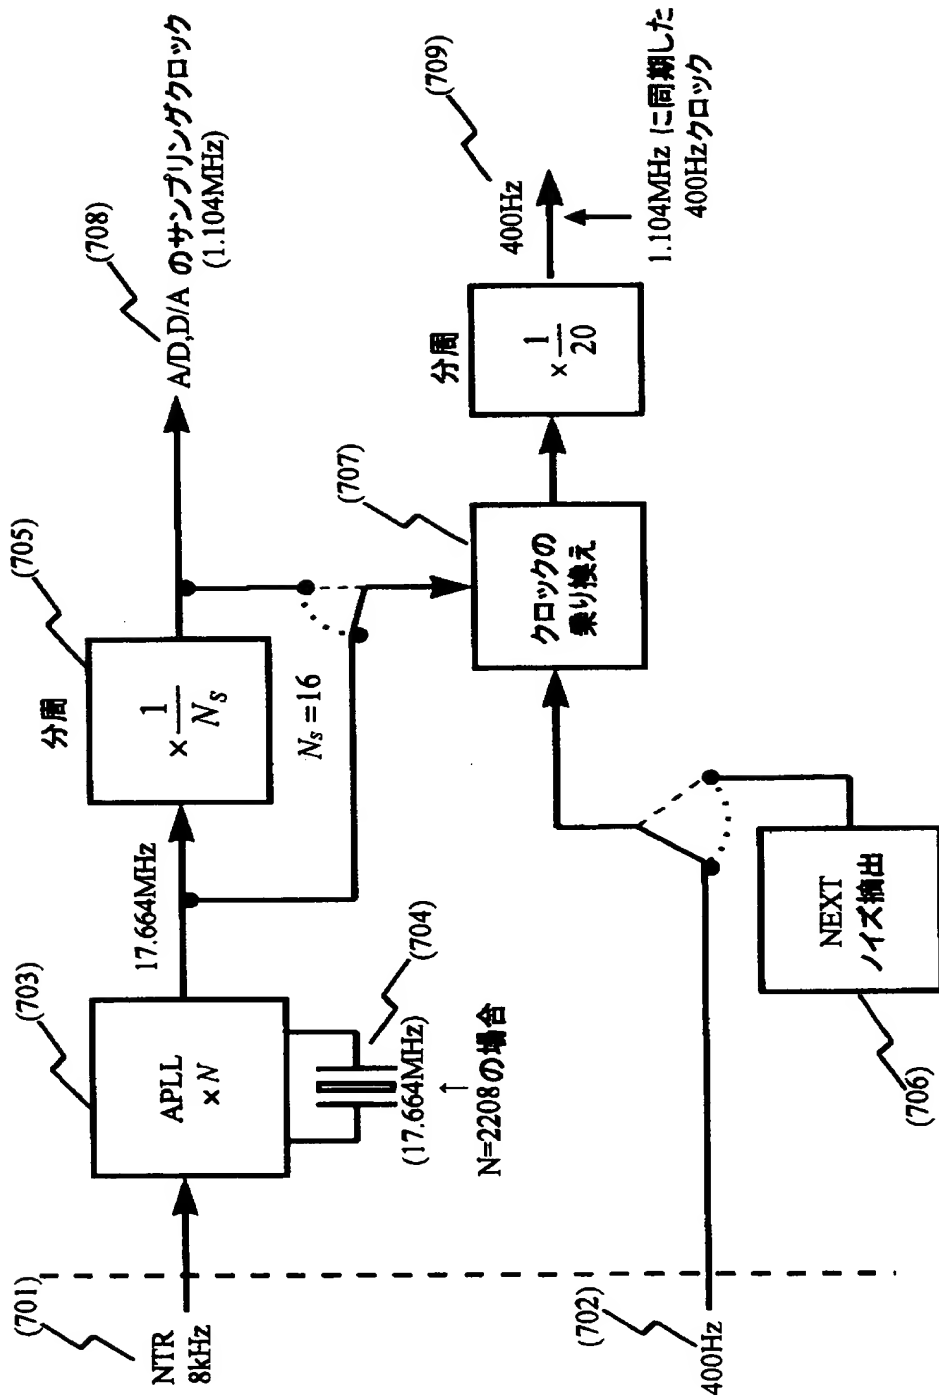 (701)
NTR
8kHz
(703)
APLL
×N
(704)
(17.664MHz)
↑
N=2208の場合
17.664MHz
分周
(705)
× 1/N_S
N_S=16
(708)
A/D,D/A のサンプリングクロック
(1.104MHz)
(702)
400Hz
NEXT
ノイズ摘出
(706)
(707)
クロックの
乗り換え
分周
× 1/20
400Hz
(709)
1.104MHz に同期した
400Hzクロック